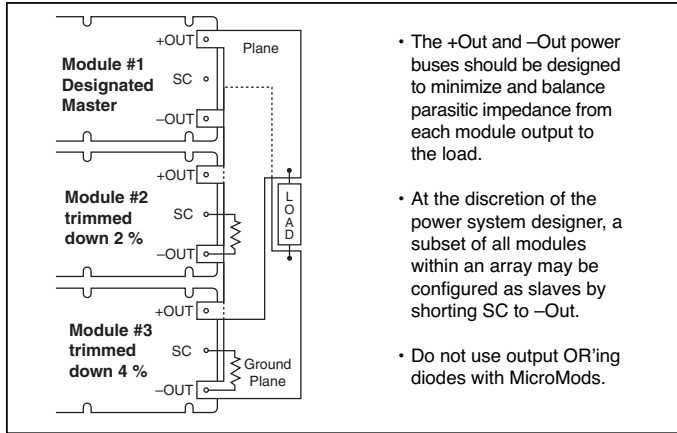 +OUT
Plane
Module #1
Designated
Master
SC
–OUT
+OUT
Module #2
trimmed
down 2 %
SC
–OUT
LOAD
+OUT
Module #3
trimmed
down 4 %
SC
Ground
Plane
–OUT
• The +Out and –Out power
buses should be designed
to minimize and balance
parasitic impedance from
each module output to
the load.
• At the discretion of the
power system designer, a
subset of all modules
within an array may be
configured as slaves by
shorting SC to –Out.
• Do not use output OR'ing
diodes with MicroMods.